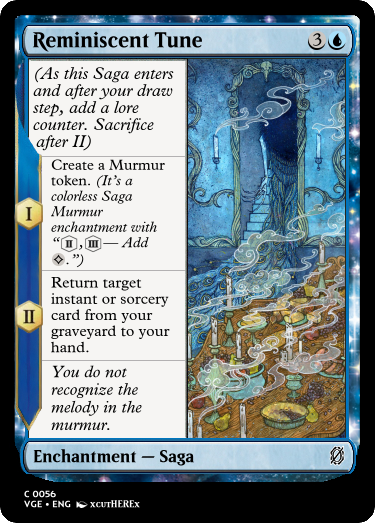 Reminiscent Tune
3
(As this Saga enters
and after your draw
step, add a lore
counter. Sacrifice
after II)
I
Create a Murmur
token. (It's a
colorless Saga
Murmur
enchantment with
"II, III— Add
.")
II
Return target
instant or sorcery
card from your
graveyard to your
hand.
You do not
recognize the
melody in the
murmur.
Enchantment — Saga
C 0056
VGE • ENG xcutHEREx